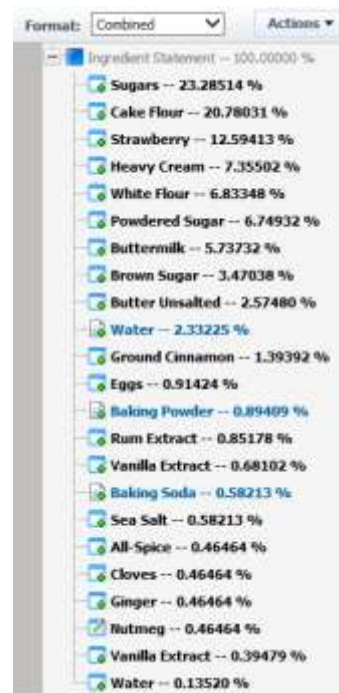 Format: Combined Actions
Ingredient Statement -- 100.00000 %
Sugars -- 23.28514 %
Cake Flour -- 20.78031 %
Strawberry -- 12.59413 %
Heavy Cream -- 7.35502 %
White Flour -- 6.83348 %
Powdered Sugar -- 6.74932 %
Buttermilk -- 5.73732 %
Brown Sugar -- 3.47038 %
Butter Unsalted -- 2.57480 %
Water -- 2.33225 %
Ground Cinnamon -- 1.39392 %
Eggs -- 0.91424 %
Baking Powder -- 0.89409 %
Rum Extract -- 0.85178 %
Vanilla Extract -- 0.68102 %
Baking Soda -- 0.58213 %
Sea Salt -- 0.58213 %
All-Spice -- 0.46464 %
Cloves -- 0.46464 %
Ginger -- 0.46464 %
Nutmeg -- 0.46464 %
Vanilla Extract -- 0.39479 %
Water -- 0.13520 %